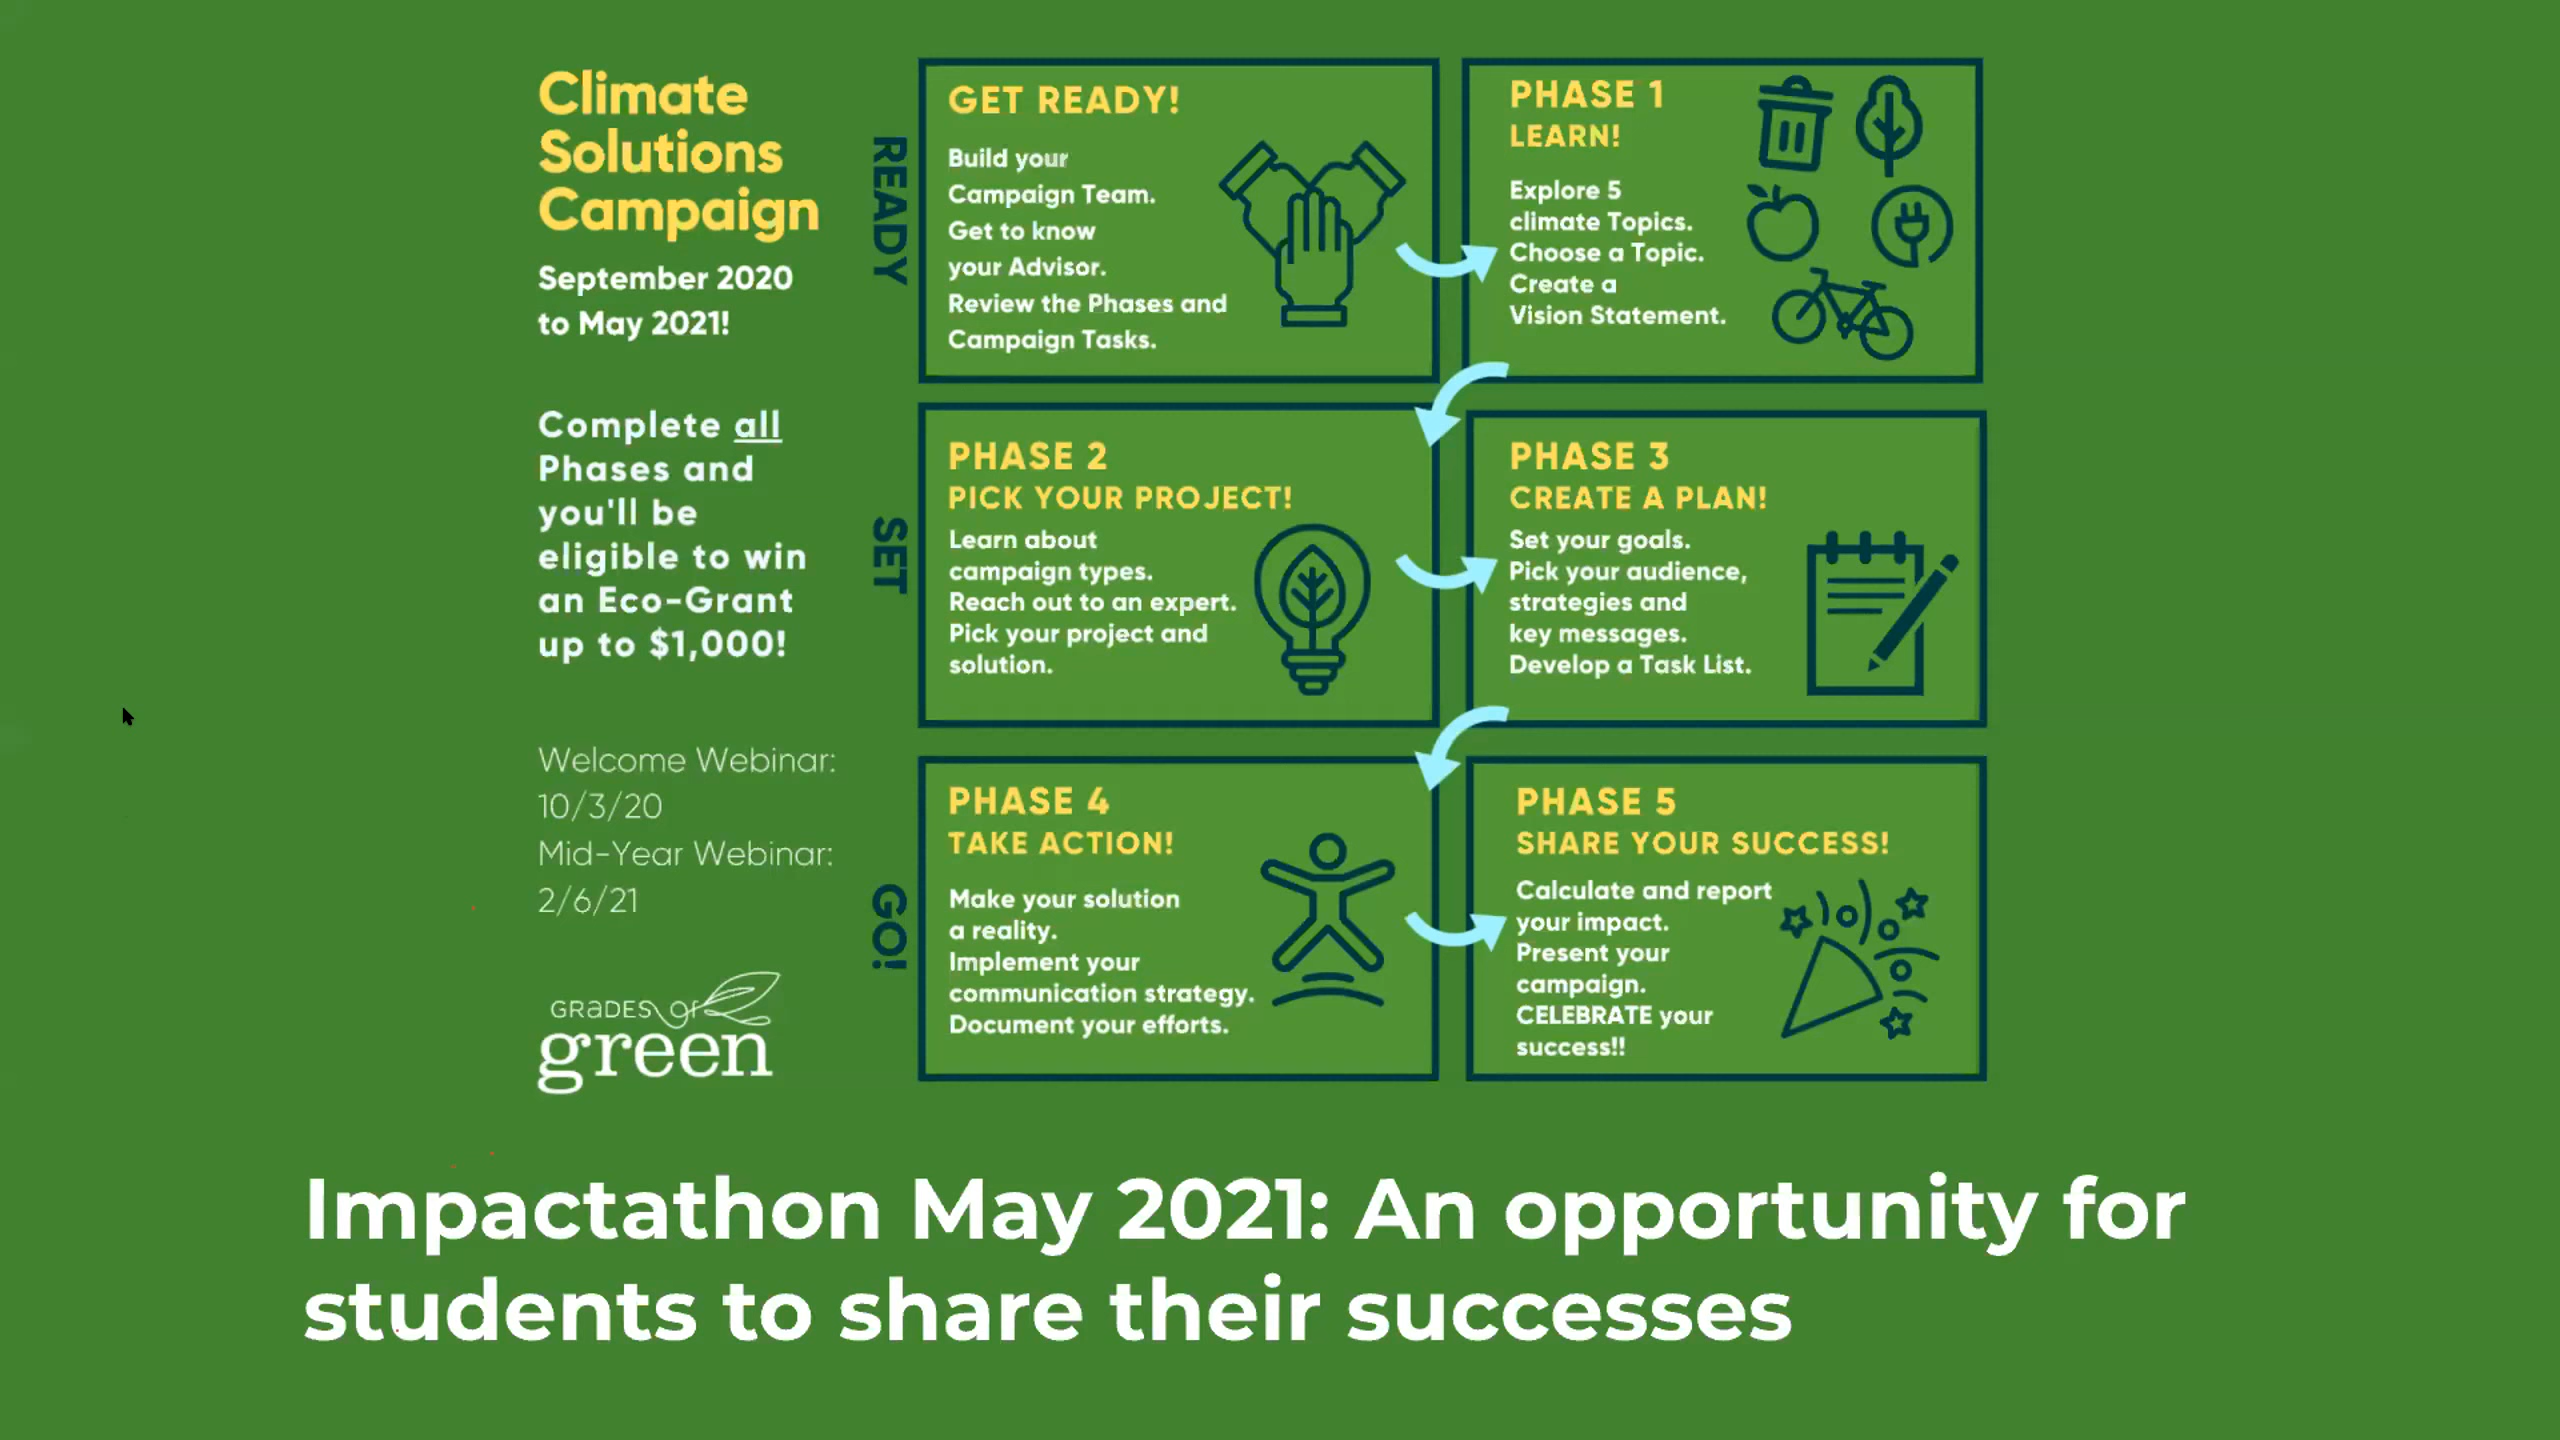 Climate
Solutions
Campaign
September 2020
to May 2021!
Complete all
Phases and
you'll be
eligible to win
an Eco-Grant
up to $1,000!
Welcome Webinar:
10/3/20
Mid-Year Webinar:
2/6/21
GRADES of
green
READY
GET READY!
Build your
Campaign Team.
Get to know
your Advisor.
Review the Phases and
Campaign Tasks.
PHASE 1
LEARN!
Explore 5
climate Topics.
Choose a Topic.
Create a
Vision Statement.
SET
PHASE 2
PICK YOUR PROJECT!
Learn about
campaign types.
Reach out to an expert.
Pick your project and
solution.
PHASE 3
CREATE A PLAN!
Set your goals.
Pick your audience,
strategies and
key messages.
Develop a Task List.
GO!
PHASE 4
TAKE ACTION!
Make your solution
a reality.
Implement your
communication strategy.
Document your efforts.
PHASE 5
SHARE YOUR SUCCESS!
Calculate and report
your impact.
Present your
campaign.
CELEBRATE your
success!!
Impactathon May 2021: An opportunity for
students to share their successes